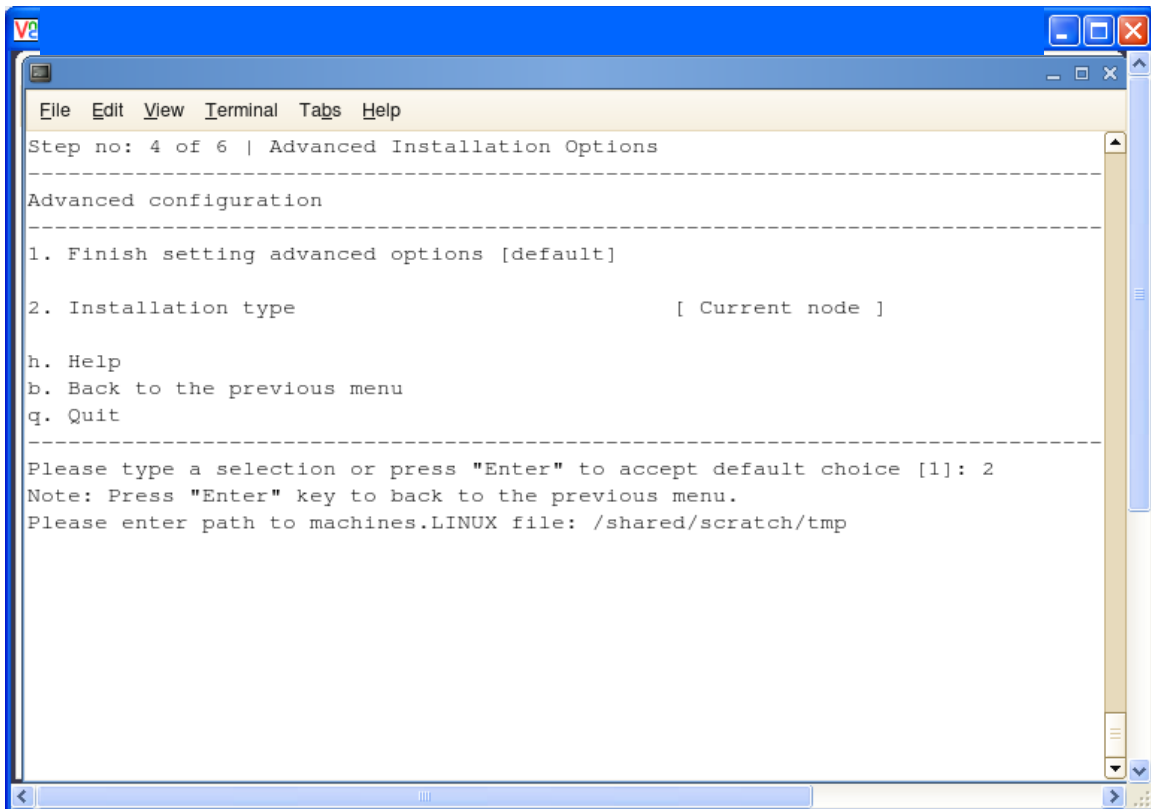 File Edit View Terminal Tabs Help
Step no: 4 of 6 | Advanced Installation Options
--------------------------------------------------------------------------------
Advanced configuration
--------------------------------------------------------------------------------
1. Finish setting advanced options [default]
2. Installation type [ Current node ]
h. Help
b. Back to the previous menu
q. Quit
--------------------------------------------------------------------------------
Please type a selection or press "Enter" to accept default choice [1]: 2
Note: Press "Enter" key to back to the previous menu.
Please enter path to machines.LINUX file: /shared/scratch/tmp